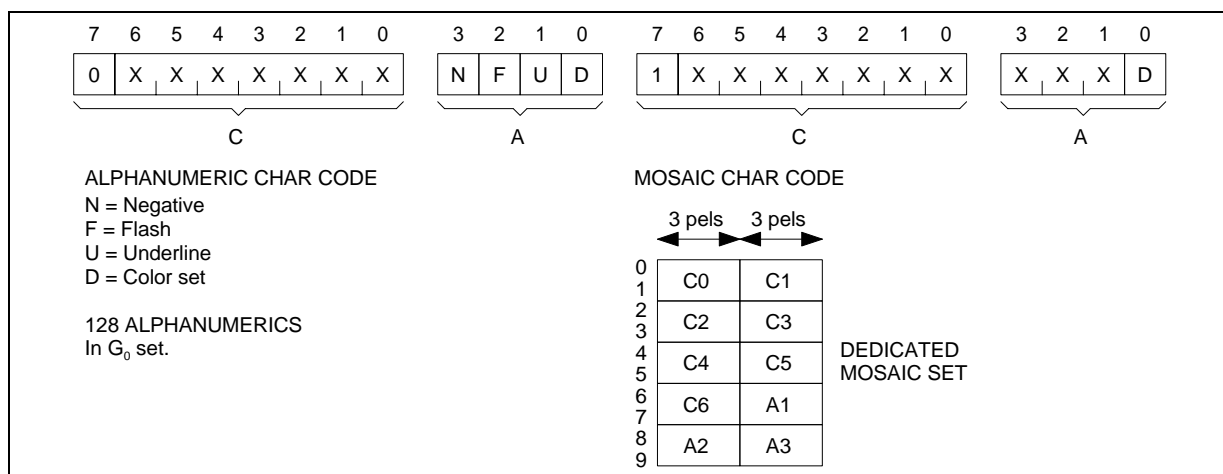 7 6 5 4 3 2 1 0 3 2 1 0 7 6 5 4 3 2 1 0 3 2 1 0
0 X X X X X X X N F U D 1 X X X X X X X X X X D
C A C A
ALPHANUMERIC CHAR CODE
N = Negative
F = Flash
U = Underline
D = Color set
128 ALPHANUMERICS
In G₀ set.
MOSAIC CHAR CODE
3 pels 3 pels
0
C0 C1
1
2
C2 C3
3
4
C4 C5
5
6
C6 A1
7
8
A2 A3
9
DEDICATED
MOSAIC SET